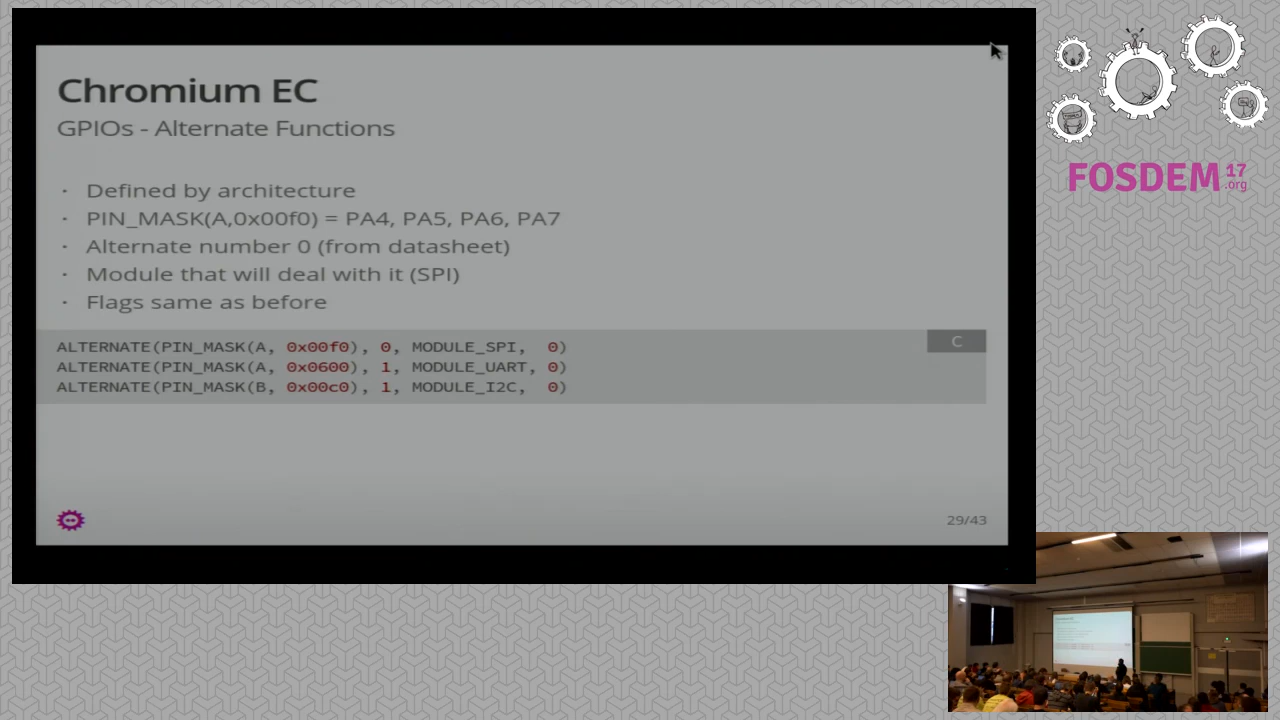 Chromium EC
GPIOs - Alternate Functions
· Defined by architecture
· PIN_MASK(A,0x00f0) = PA4, PA5, PA6, PA7
· Alternate number 0 (from datasheet)
· Module that will deal with it (SPI)
· Flags same as before
C
ALTERNATE(PIN_MASK(A, 0x00f0), 0, MODULE_SPI,  0)
ALTERNATE(PIN_MASK(A, 0x0600), 1, MODULE_UART, 0)
ALTERNATE(PIN_MASK(B, 0x00c0), 1, MODULE_I2C,  0)
29/43
FOSDEM 17
.org